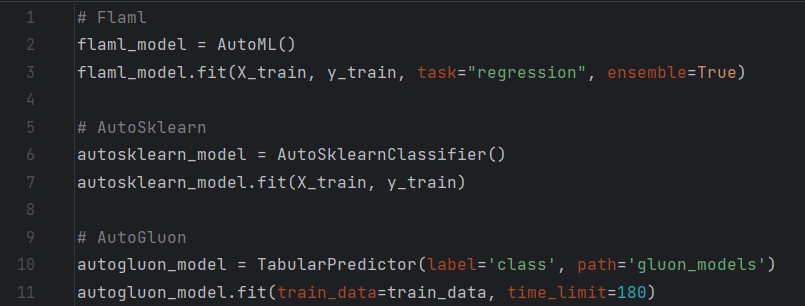 1 # Flaml
2 flaml_model = AutoML()
3 flaml_model.fit(X_train, y_train, task="regression", ensemble=True)
4
5 # AutoSklearn
6 autosklearn_model = AutoSklearnClassifier()
7 autosklearn_model.fit(X_train, y_train)
8
9 # AutoGluon
10 autogluon_model = TabularPredictor(label='class', path='gluon_models')
11 autogluon_model.fit(train_data=train_data, time_limit=180)